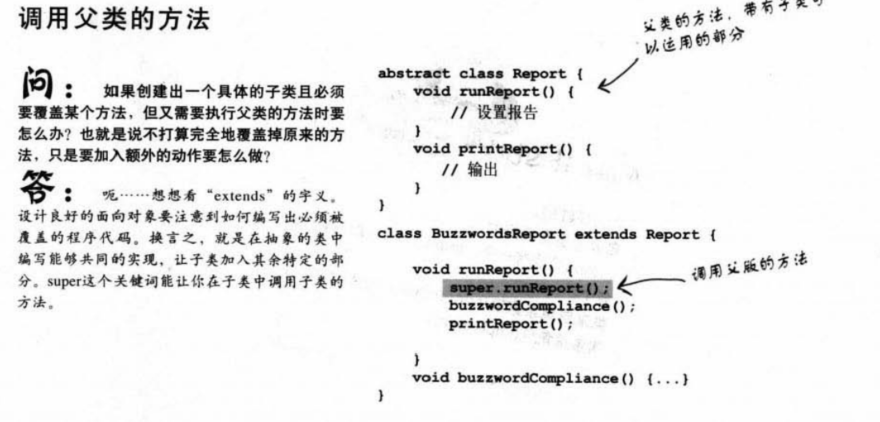 调用父类的方法
问： 如果创建出一个具体的子类且必须
要覆盖某个方法，但又需要执行父类的方法时要
怎么办？也就是说不打算完全地覆盖掉原来的方
法，只是要加入额外的动作要怎么做？
答： 呃……想想看“extends”的字义。
设计良好的面向对象要注意到如何编写出必须被
覆盖的程序代码。换言之，就是在抽象的类中
编写能够共同的实现，让子类加入其余特定的部
分。super这个关键词能让你在子类中调用子类的
方法。
父类的方法，带有子类可
以运用的部分
abstract class Report {
void runReport() {
// 设置报告
}
void printReport() {
// 输出
}
}
class BuzzwordsReport extends Report {
void runReport() {
super.runReport();
buzzwordCompliance();
printReport();
}
void buzzwordCompliance() {...}
}
调用父版的方法